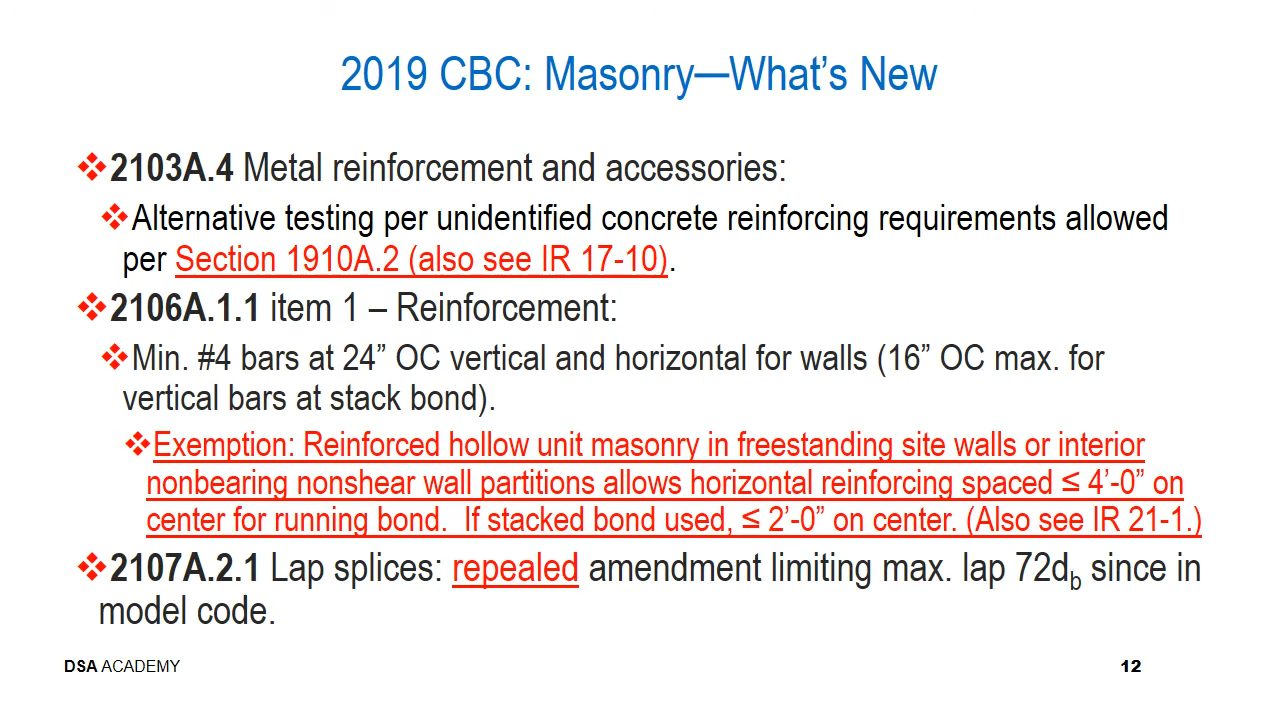 2019 CBC: Masonry—What’s New
❖2103A.4 Metal reinforcement and accessories:
❖Alternative testing per unidentified concrete reinforcing requirements allowed
per Section 1910A.2 (also see IR 17-10).
❖2106A.1.1 item 1 – Reinforcement:
❖Min. #4 bars at 24” OC vertical and horizontal for walls (16” OC max. for
vertical bars at stack bond).
❖Exemption: Reinforced hollow unit masonry in freestanding site walls or interior
nonbearing nonshear wall partitions allows horizontal reinforcing spaced ≤ 4’-0” on
center for running bond.  If stacked bond used, ≤ 2’-0” on center. (Also see IR 21-1.)
❖2107A.2.1 Lap splices: repealed amendment limiting max. lap 72db since in
model code.
DSA ACADEMY
12